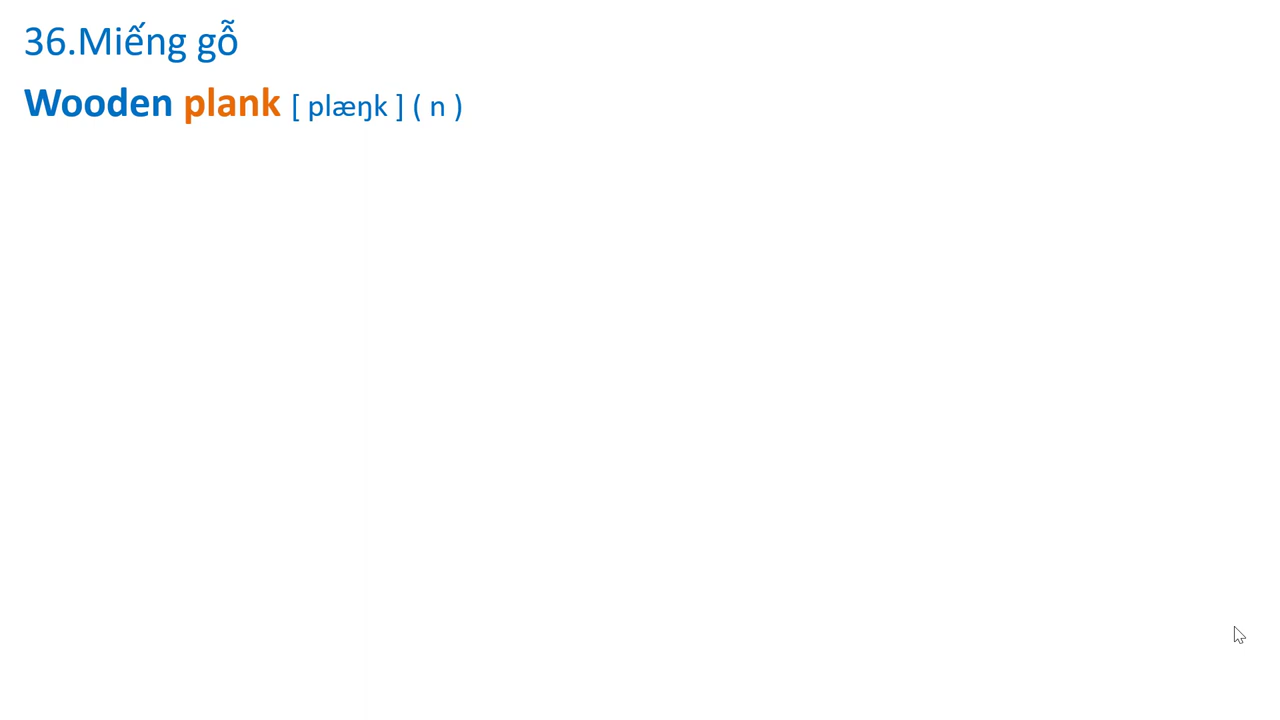 36.Miếng gỗ
Wooden plank [ plæŋk ] ( n )